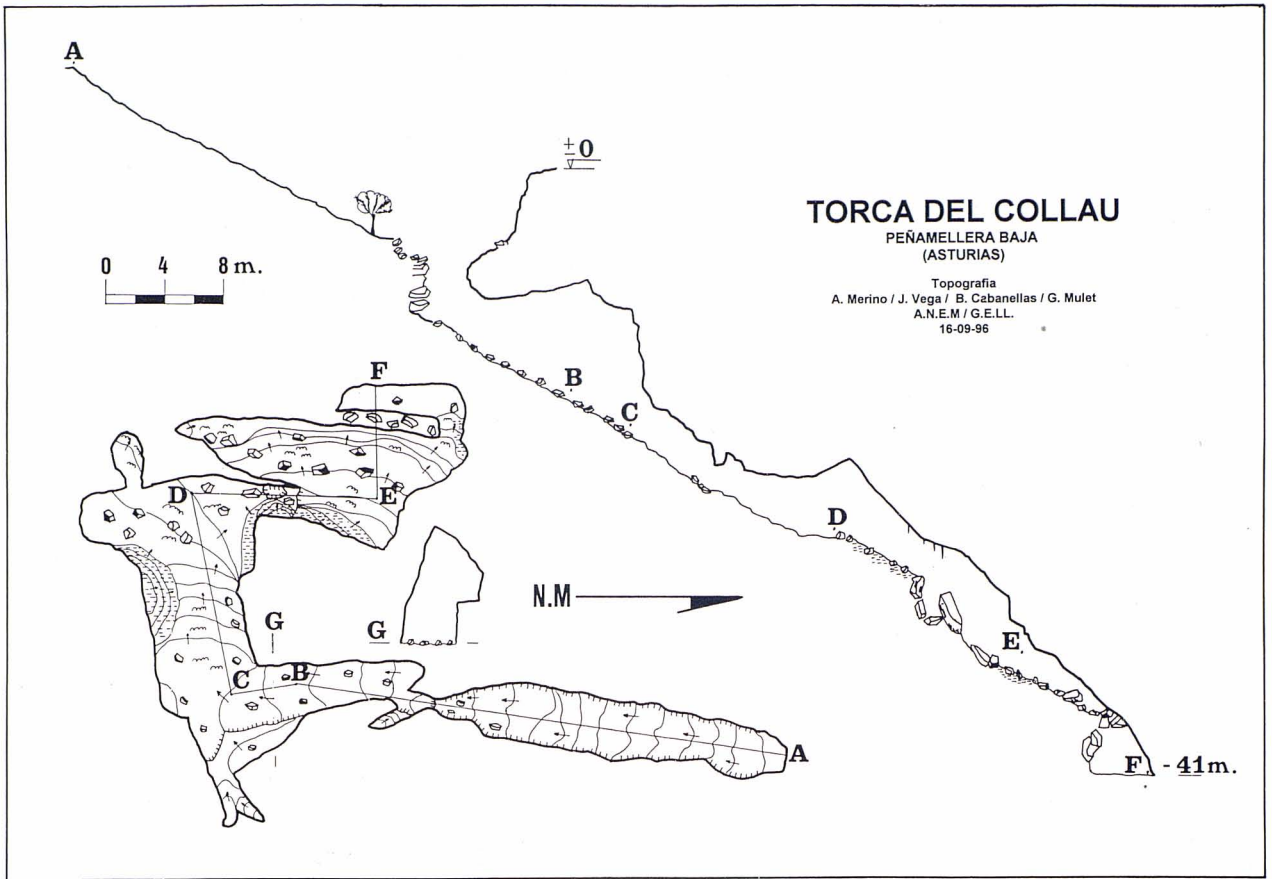 A
±0
TORCA DEL COLLAU
PEÑAMELLERA BAJA
(ASTURIAS)
0 4 8 m.
Topografia
A. Merino / J. Vega / B. Cabanellas / G. Mulet
A.N.E.M / G.E.LL.
16-09-96
F
B
C
D
E
D
N.M
G
G
E
C
B
A
F - 41 m.